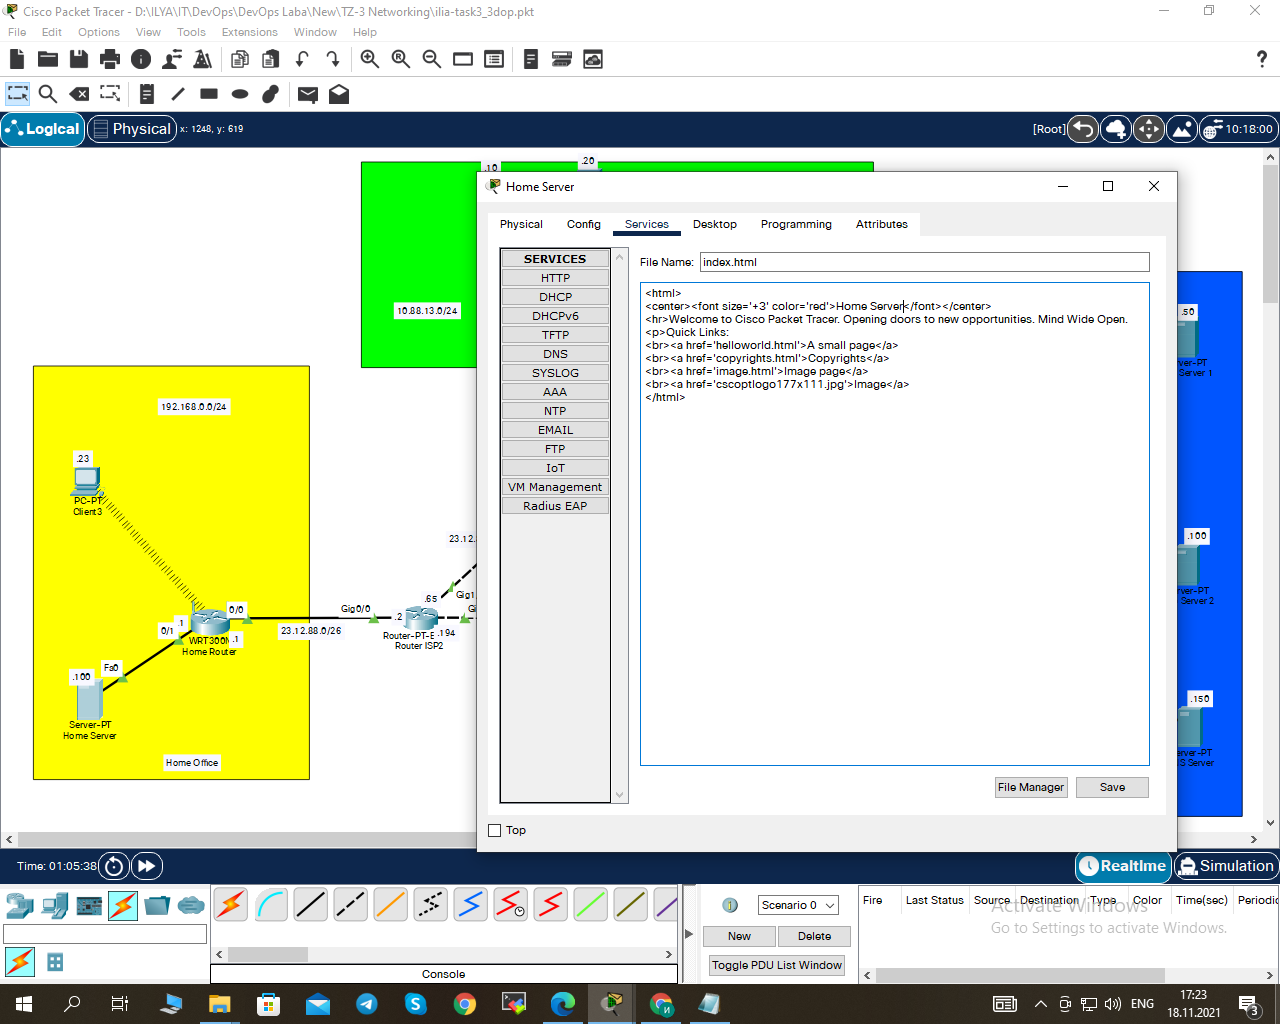 Cisco Packet Tracer - D:\ILYA\IT\DevOps\DevOps Laba\New\TZ-3 Networking\ilia-task3_3dop.pkt
File Edit Options View Tools Extensions Window Help
Logical Physical x: 1248, y: 619 [Root] 10:18:00
.10
.20
10.88.13.0/24
192.168.0.0/24
.23
PC-PT
Client3
0/0
.1
0/1
WRT300N
.1
Home Router
Fa0
.100
Server-PT
Home Server
Home Office
23.12.88.0/26
Gig0/0
.2
.65
23.12.
Gig1
Gi
Router-PT-E
.194
Router ISP2
Home Server
Physical Config Services Desktop Programming Attributes
SERVICES
HTTP
DHCP
DHCPv6
TFTP
DNS
SYSLOG
AAA
NTP
EMAIL
FTP
IoT
VM Management
Radius EAP
File Name: index.html
<html>
<center><font size='+3' color='red'>Home Server</font></center>
<hr>Welcome to Cisco Packet Tracer. Opening doors to new opportunities. Mind Wide Open.
<p>Quick Links:
<br><a href='helloworld.html'>A small page</a>
<br><a href='copyrights.html'>Copyrights</a>
<br><a href='image.html'>Image page</a>
<br><a href='cscoptlogo177x111.jpg'>Image</a>
</html>
File Manager Save
Top
.50
ver-PT
Server 1
.100
ver-PT
Server 2
.150
erver-PT
S Server
Time: 01:05:38 Realtime Simulation
Scenario 0
New Delete
Toggle PDU List Window
Console
Fire Last Status Source Destination Type Color Time(sec) Periodic
Activate Windows
Go to Settings to activate Windows.
ENG
17:23
18.11.2021
3